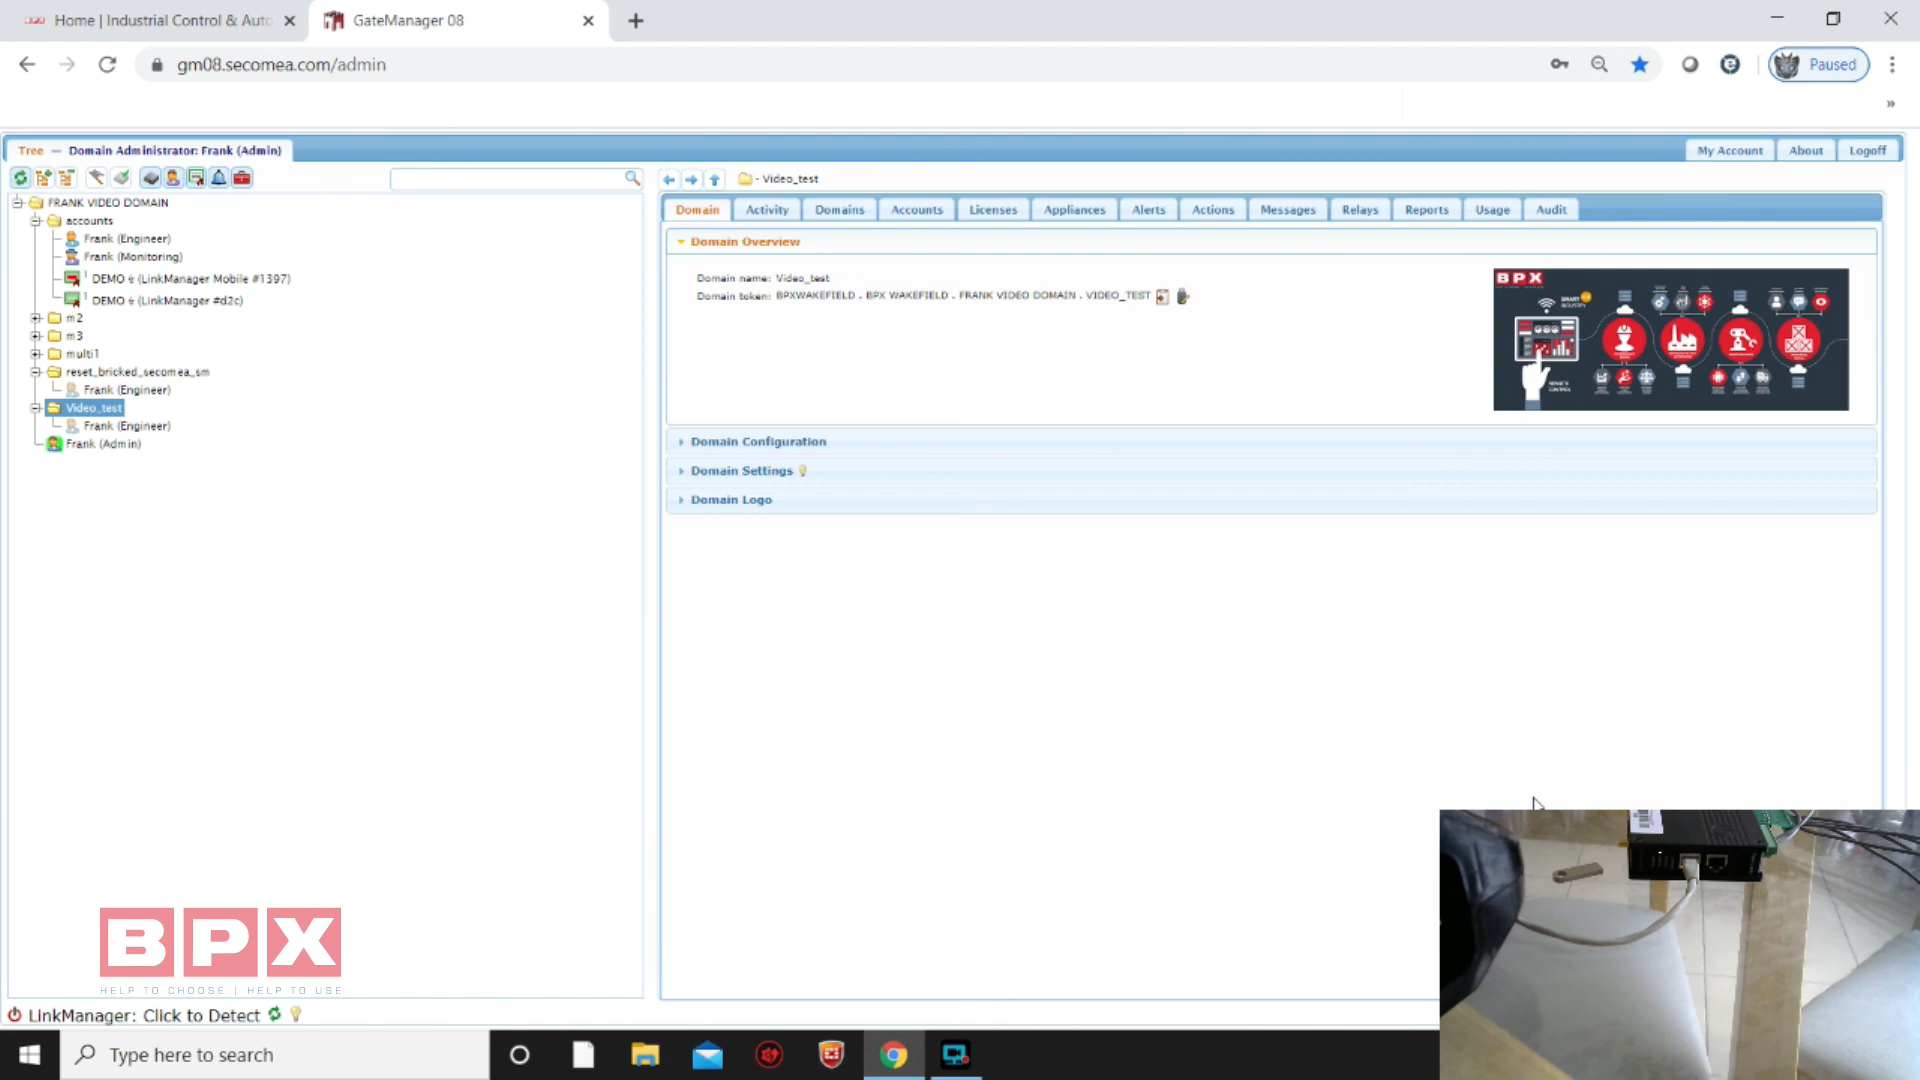 Home | Industrial Control & Auto
GateManager 08
gm08.secomea.com/admin
Paused
»
Tree — Domain Administrator: Frank (Admin)
My Account
About
Logoff
- Video_test
FRANK VIDEO DOMAIN
accounts
Frank (Engineer)
Frank (Monitoring)
1 DEMO (LinkManager Mobile #1397)
1 DEMO (LinkManager #d2c)
m2
m3
multi1
reset_bricked_secomea_sm
Frank (Engineer)
Video_test
Frank (Engineer)
Frank (Admin)
Domain
Activity
Domains
Accounts
Licenses
Appliances
Alerts
Actions
Messages
Relays
Reports
Usage
Audit
Domain Overview
Domain name: Video_test
Domain token: BPXWAKEFIELD . BPX WAKEFIELD . FRANK VIDEO DOMAIN . VIDEO_TEST
BPX
SMART
Domain Configuration
Domain Settings
Domain Logo
BPX
HELP TO CHOOSE | HELP TO USE
LinkManager: Click to Detect
Type here to search